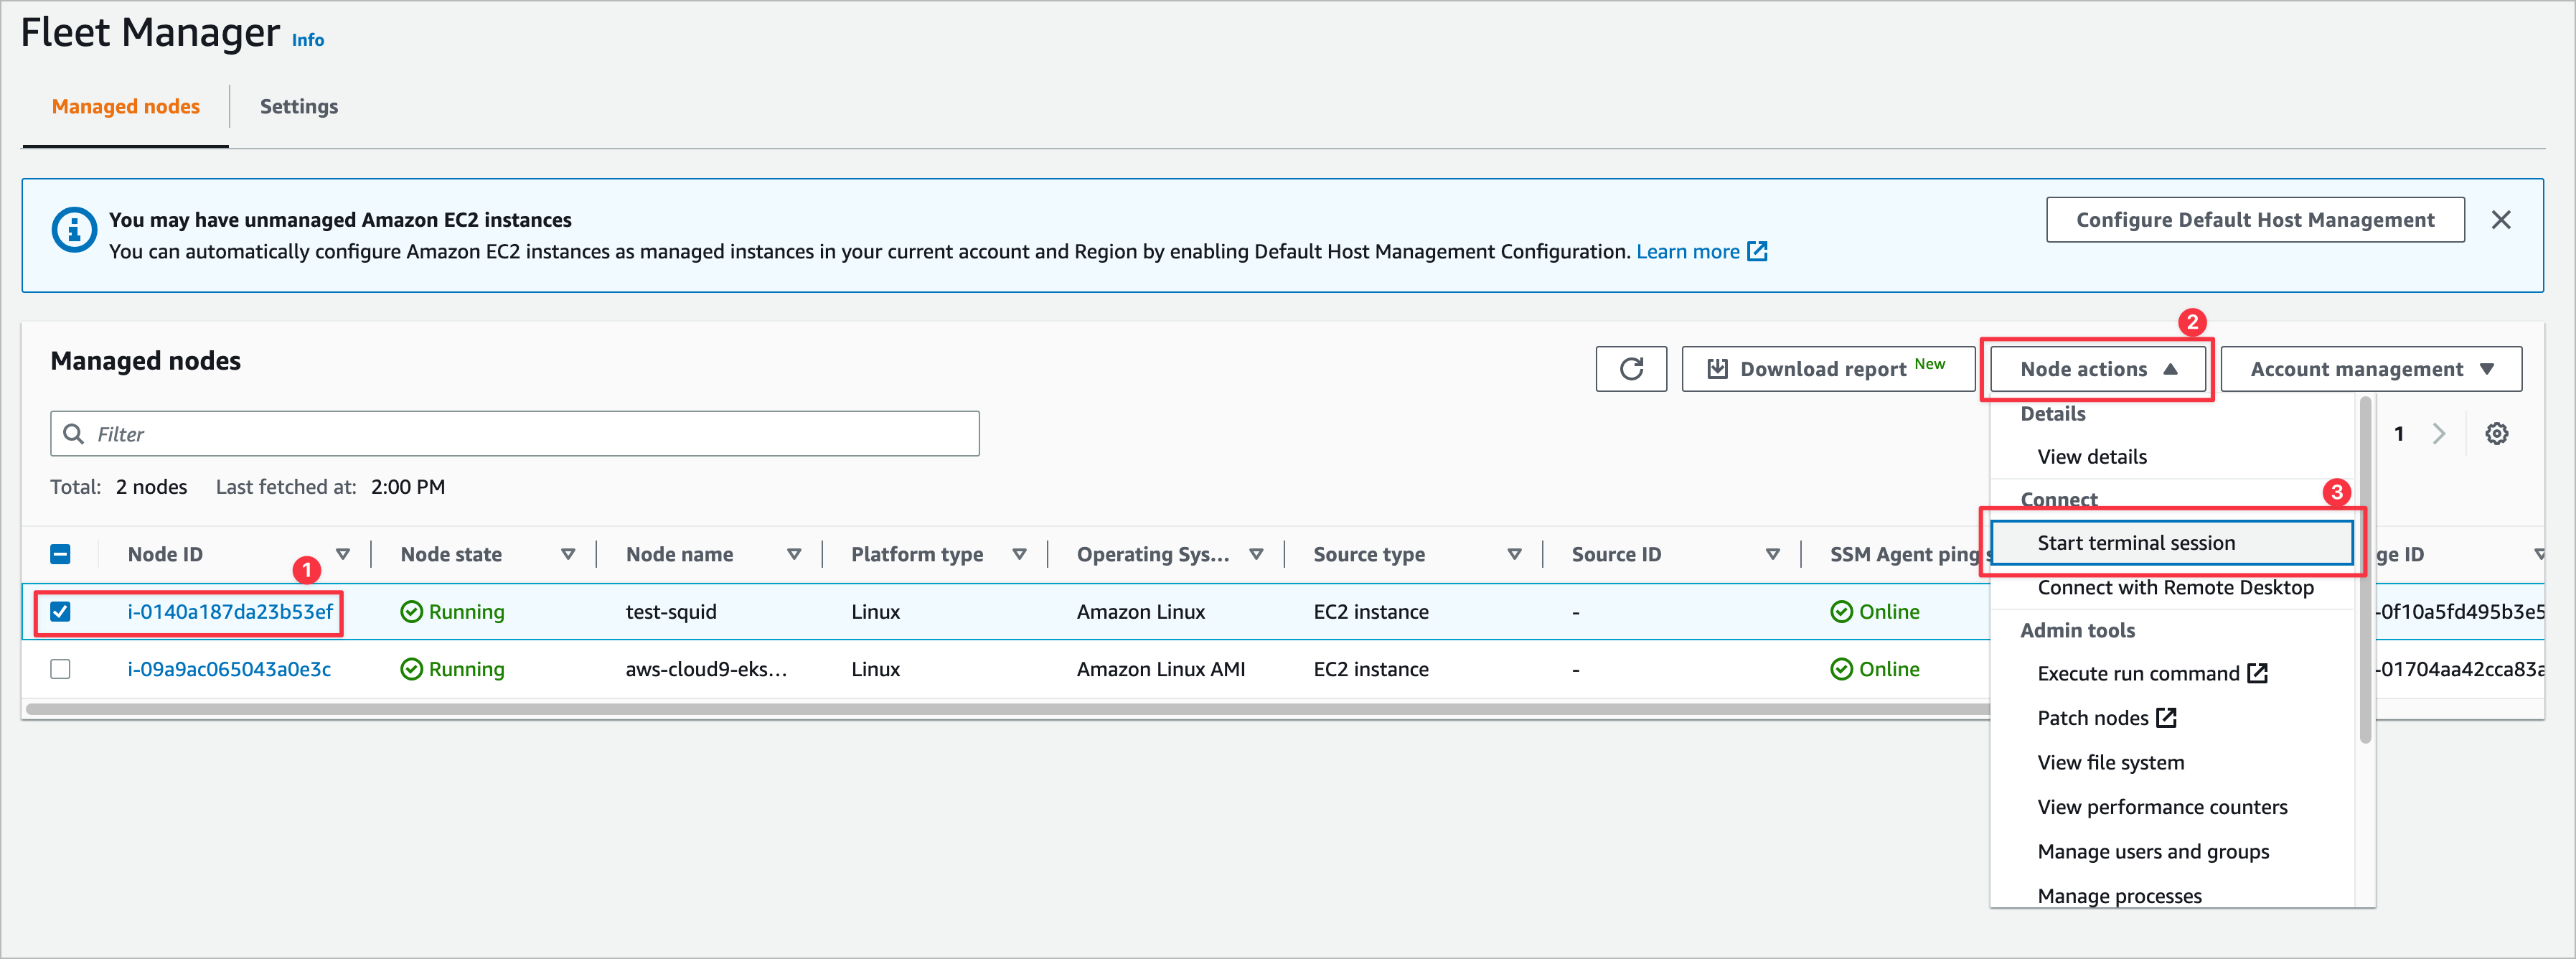 Fleet Manager Info
Managed nodes
Settings
You may have unmanaged Amazon EC2 instances
You can automatically configure Amazon EC2 instances as managed instances in your current account and Region by enabling Default Host Management Configuration. Learn more
Configure Default Host Management
2
Managed nodes
Download report New
Node actions
Account management
Filter
1
Total: 2 nodes
Last fetched at: 2:00 PM
Details
View details
Connect
3
Start terminal session
Connect with Remote Desktop
Admin tools
Execute run command
Patch nodes
View file system
View performance counters
Manage users and groups
Manage processes
Node ID
Node state
Node name
Platform type
Operating Sys...
Source type
Source ID
SSM Agent ping s
ge ID
1
i-0140a187da23b53ef
Running
test-squid
Linux
Amazon Linux
EC2 instance
-
Online
-0f10a5fd495b3e5
i-09a9ac065043a0e3c
Running
aws-cloud9-eks...
Linux
Amazon Linux AMI
EC2 instance
-
Online
-01704aa42cca83a